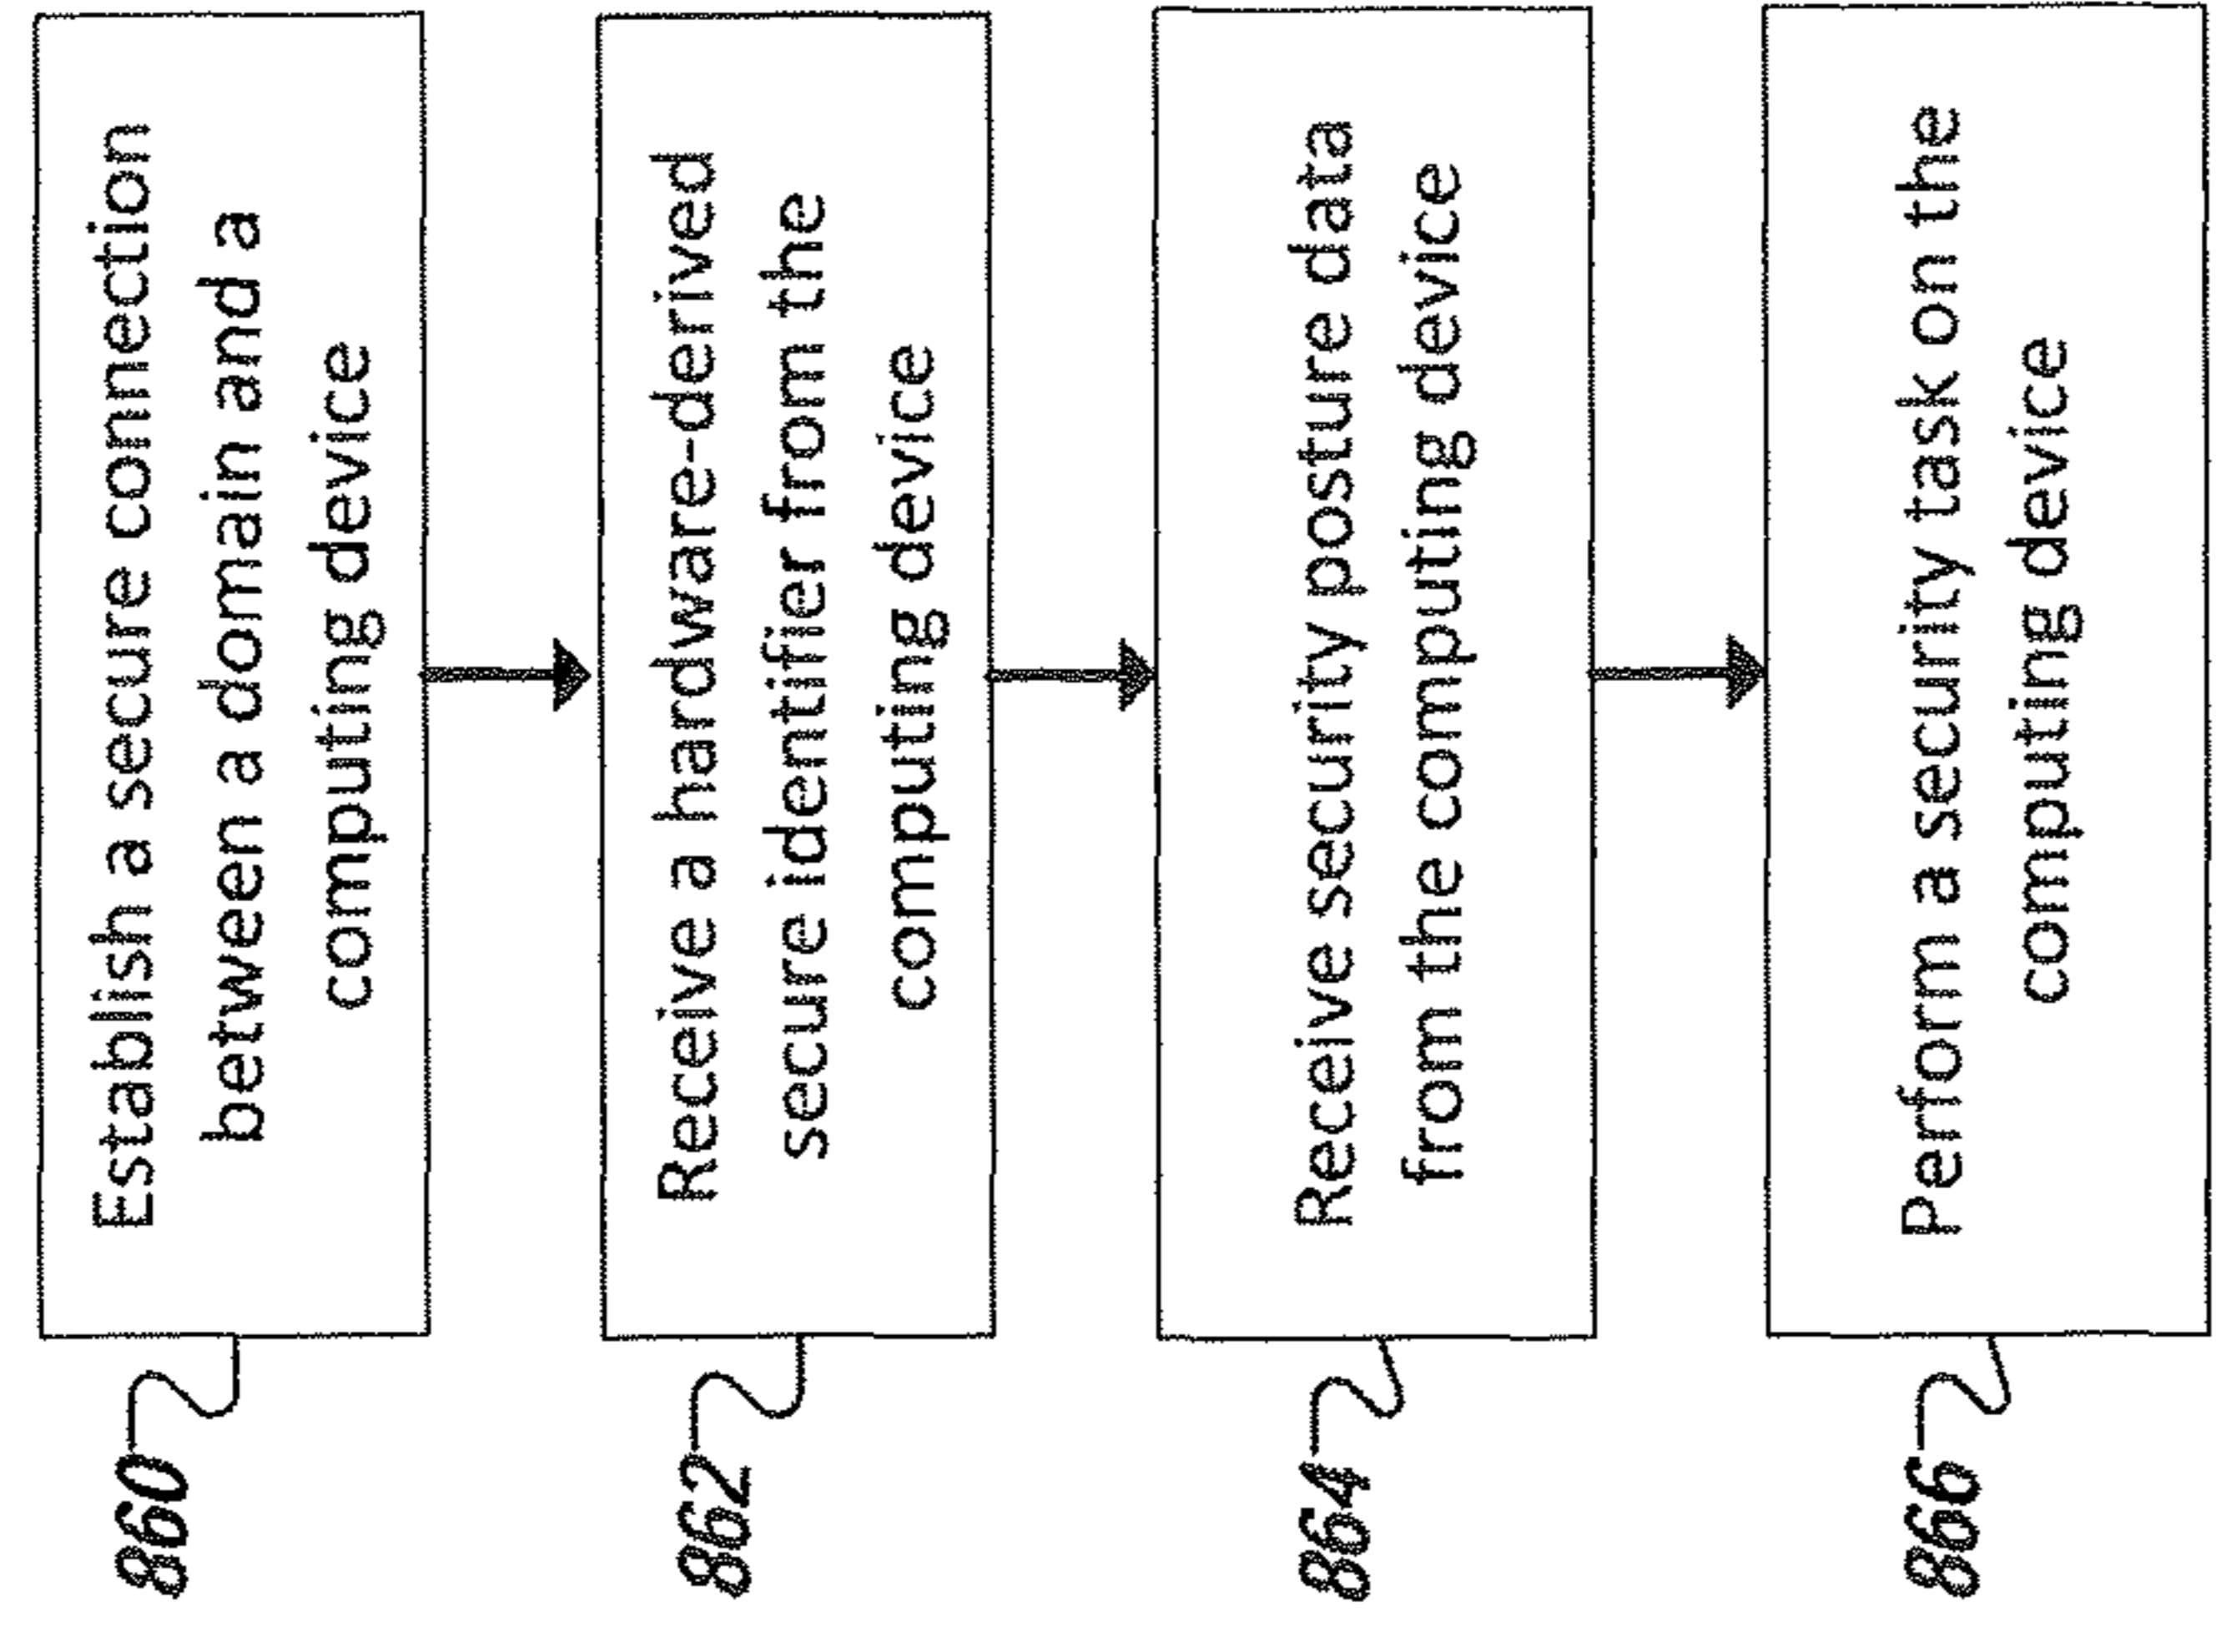 860
Establish a secure connection
between a domain and a
computing device
862
Receive a hardware-derived
secure identifier from the
computing device
864
Receive security posture data
from the computing device
866
Perform a security task on the
computing device